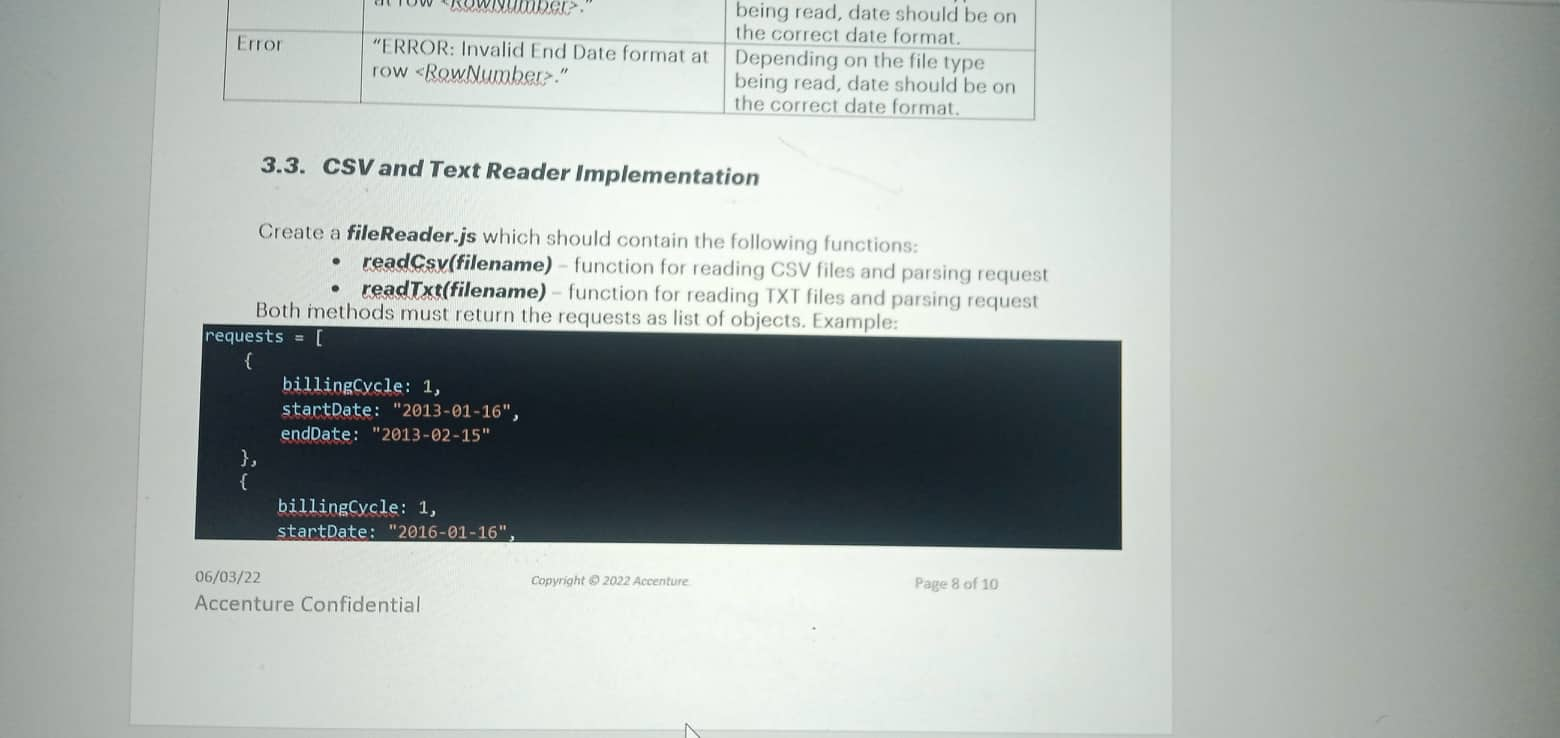 at row <RowNumber>."
being read, date should be on
the correct date format.
Error
"ERROR: Invalid End Date format at
row <RowNumber>."
Depending on the file type
being read, date should be on
the correct date format.
3.3. CSV and Text Reader Implementation
Create a fileReader.js which should contain the following functions:
• readCsv(filename) – function for reading CSV files and parsing request
• readTxt(filename) – function for reading TXT files and parsing request
Both methods must return the requests as list of objects. Example:
requests = [
{
billingCycle: 1,
startDate: "2013-01-16",
endDate: "2013-02-15"
},
{
billingCycle: 1,
startDate: "2016-01-16",
06/03/22
Copyright © 2022 Accenture
Page 8 of 10
Accenture Confidential